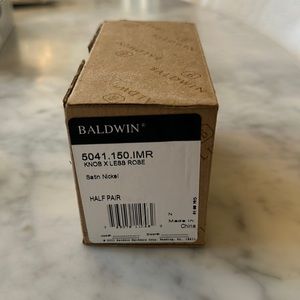 BALDWIN®
5041.150.IMR
KNOB X LESS ROSE
Satin Nickel
HALF PAIR
N
Made in
China